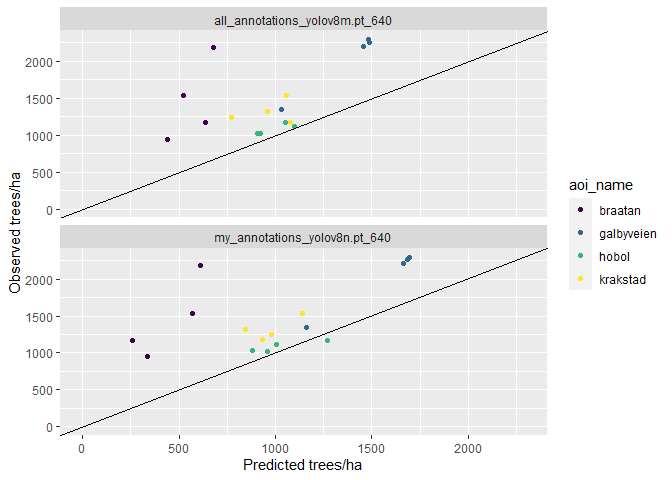 all_annotations_yolov8m.pt_640
2000
1500
1000
500
0
my_annotations_yolov8n.pt_640
2000
1500
1000
500
0
0 500 1000 1500 2000
Predicted trees/ha
Observed trees/ha
aoi_name
braatan
galbyveien
hobol
krakstad